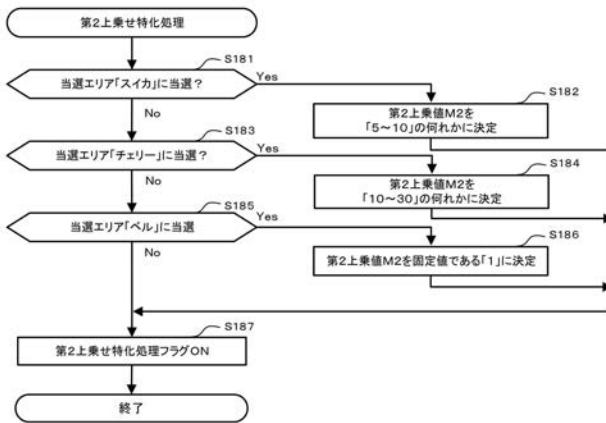 第2上乗せ特化処理
S181
当選エリア「スイカ」に当選?
Yes
S182
No
第2上乗値M2を
「5~10」の何れかに決定
S183
当選エリア「チェリー」に当選?
Yes
S184
No
第2上乗値M2を
「10~30」の何れかに決定
S185
当選エリア「ベル」に当選
Yes
S186
No
第2上乗値M2を固定値である「1」に決定
S187
第2上乗せ特化処理フラグON
終了